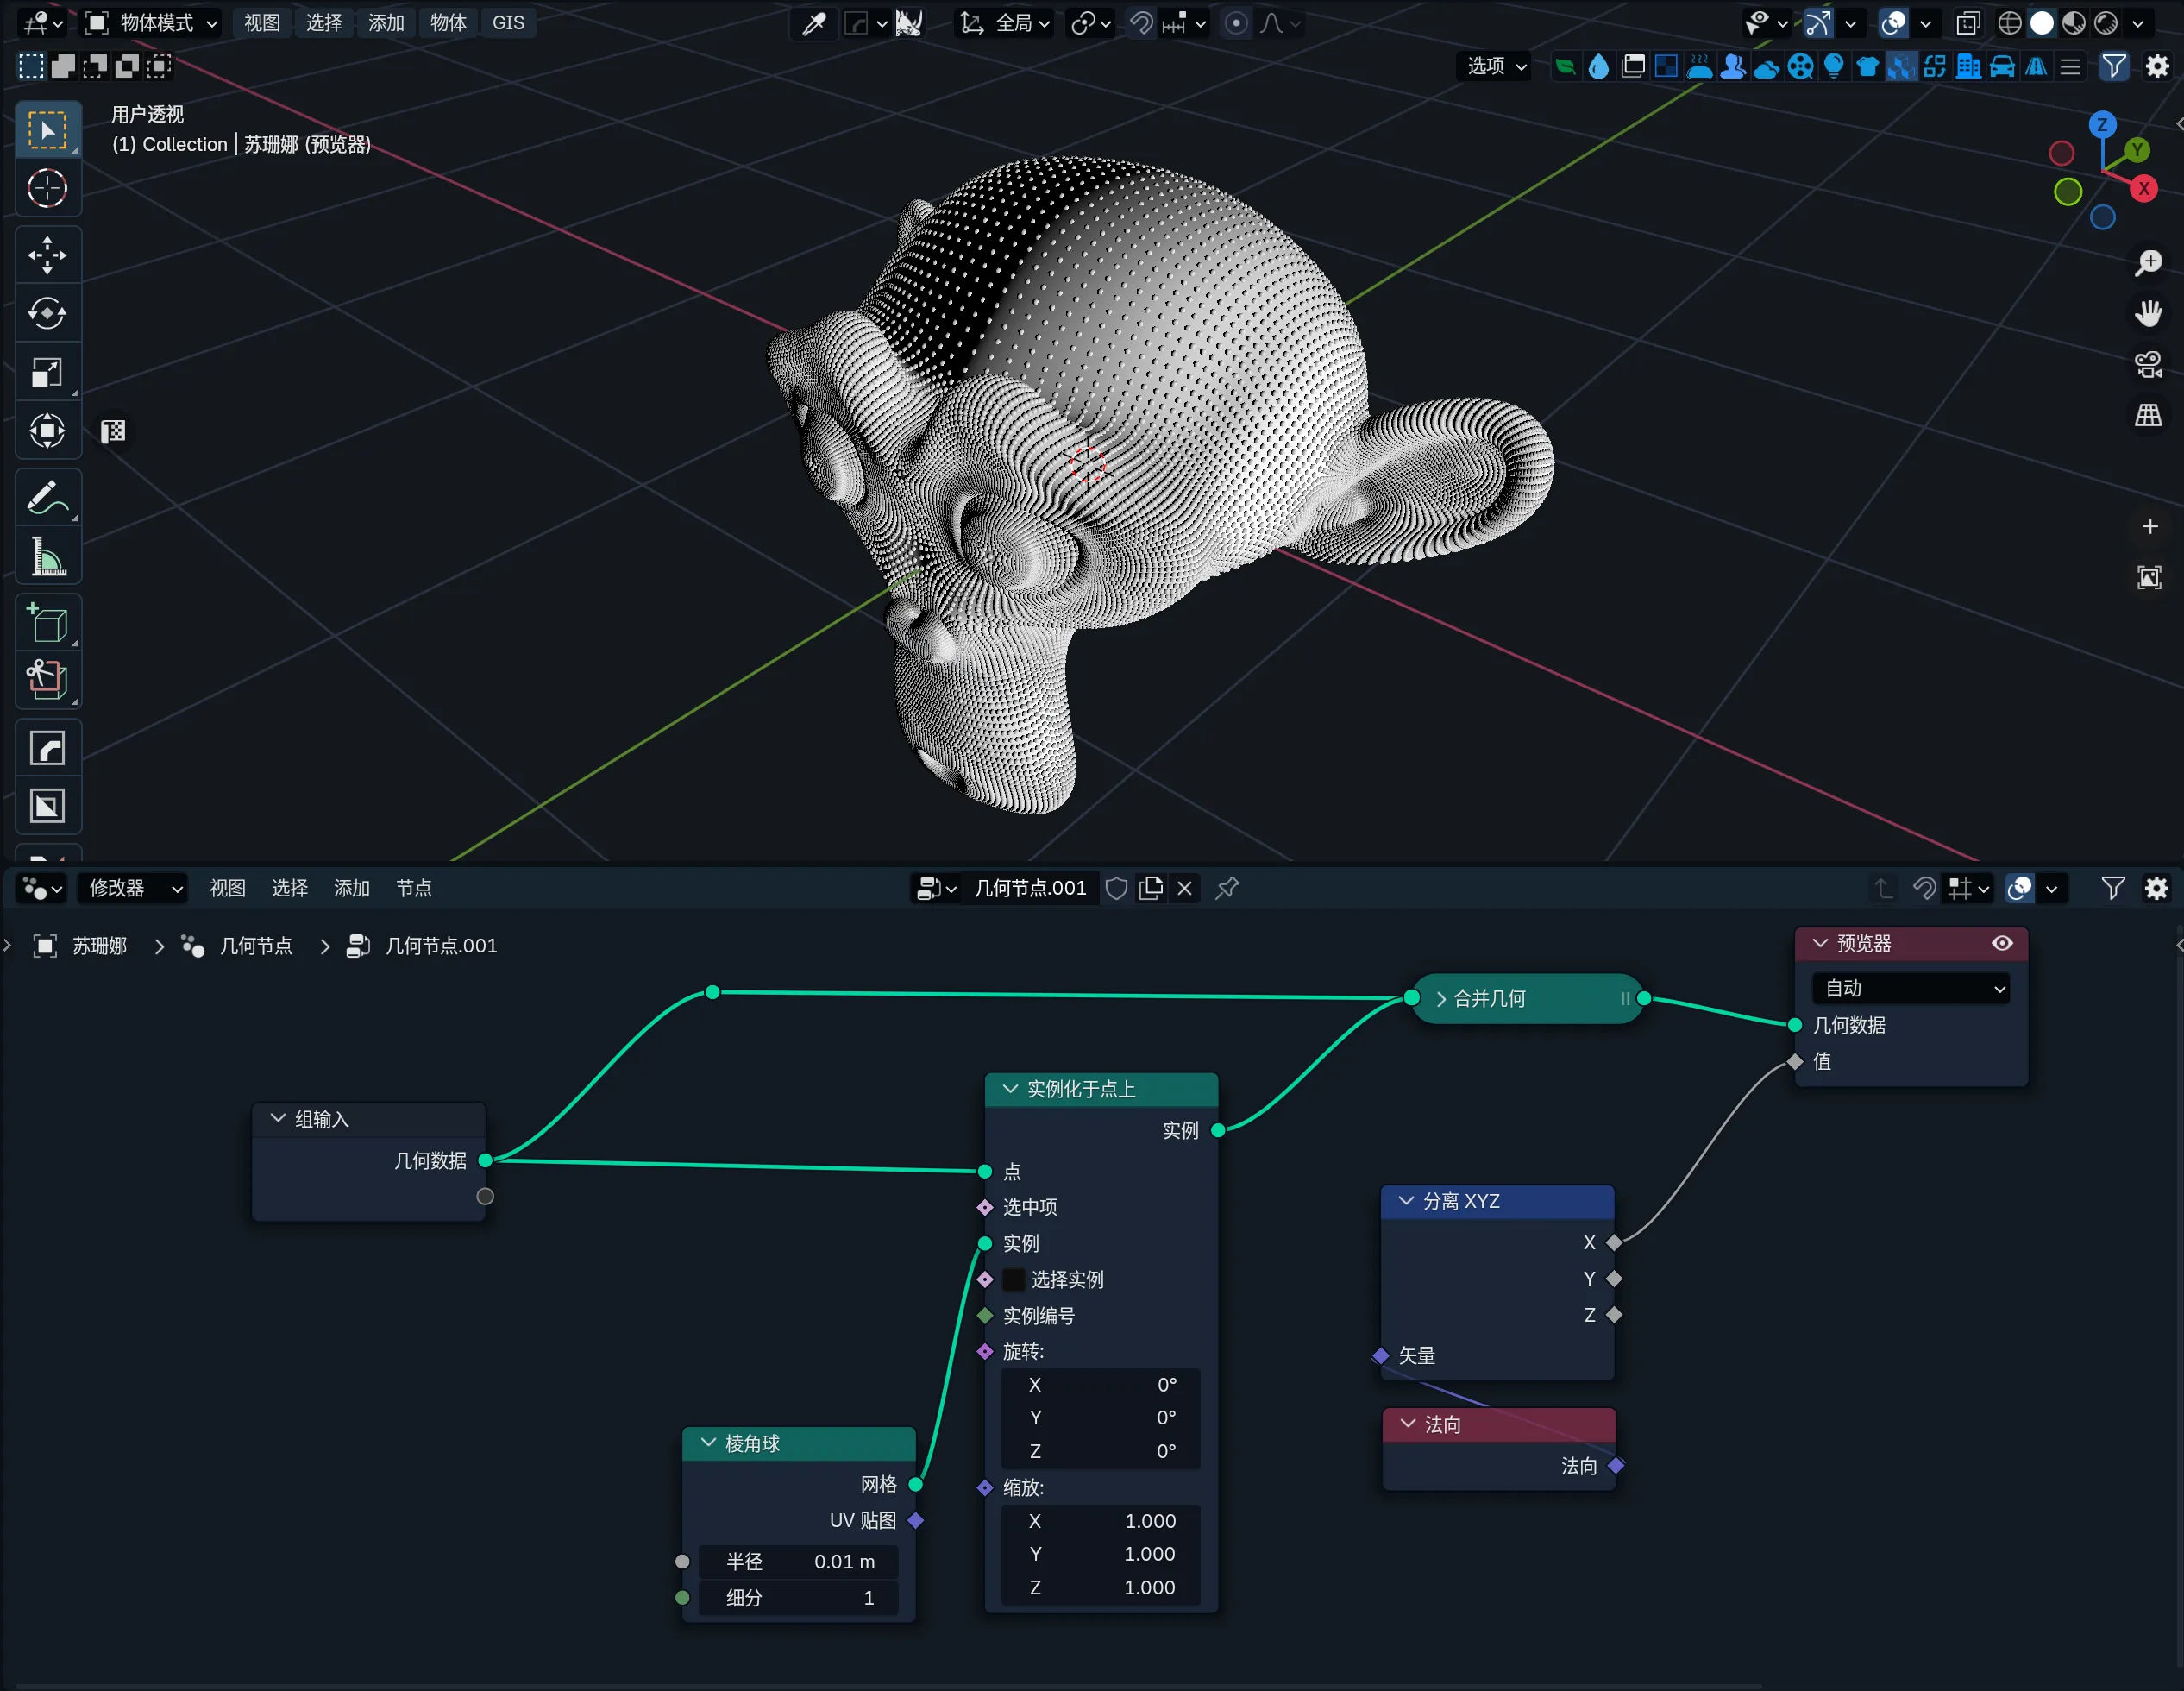 物体模式 视图 选择 添加 物体 GIS 全局
选项
用户透视
(1) Collection | 苏珊娜 (预览器)
Z
Y
X
修改器 视图 选择 添加 节点 几何节点.001
苏珊娜 > 几何节点 > 几何节点.001
预览器
自动
几何数据
值
合并几何
组输入
几何数据
实例化于点上
实例
点
选中项
实例
选择实例
实例编号
旋转:
X 0°
Y 0°
Z 0°
缩放:
X 1.000
Y 1.000
Z 1.000
分离 XYZ
X
Y
Z
矢量
法向
法向
棱角球
网格
UV 贴图
半径 0.01 m
细分 1